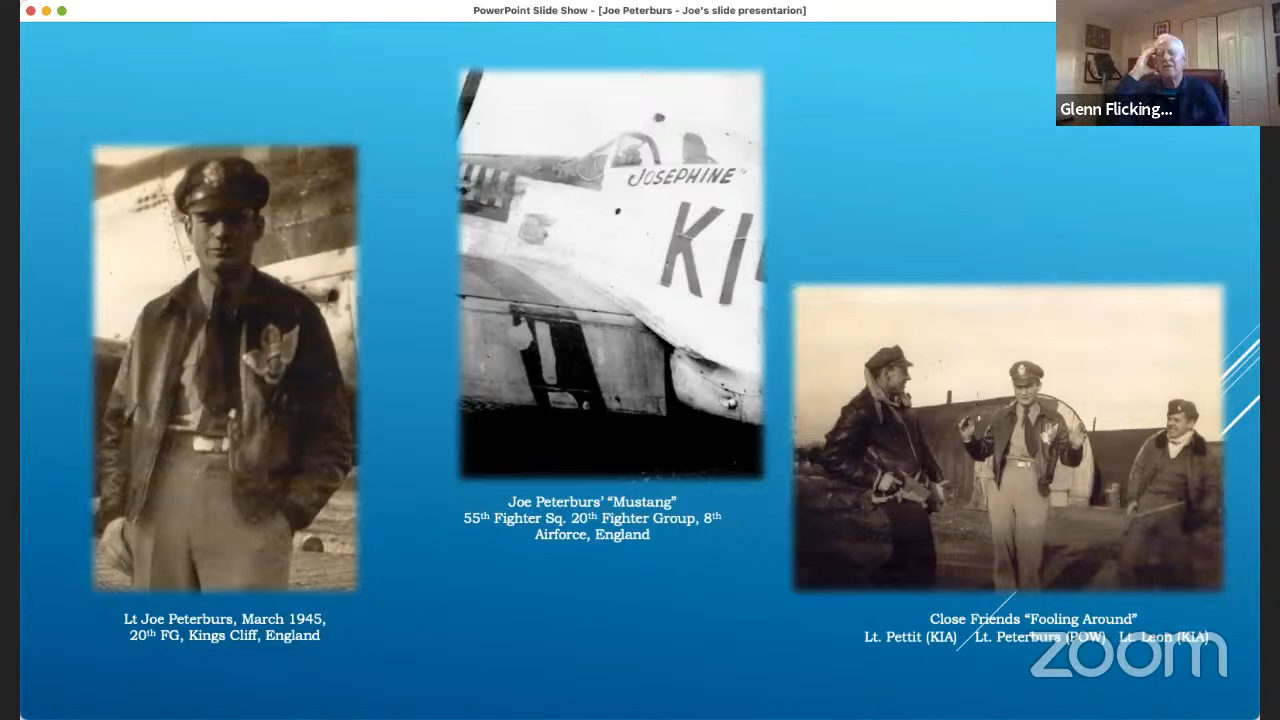 PowerPoint Slide Show - [Joe Peterburs - Joe's slide presentarion]
Glenn Flicking...
JOSEPHINE"
KI
Joe Peterburs' “Mustang”
55th Fighter Sq. 20th Fighter Group, 8th
Airforce, England
Lt Joe Peterburs, March 1945,
20th FG, Kings Cliff, England
Close Friends “Fooling Around”
Lt. Pettit (KIA) Lt. Peterburs (POW) Lt. Leon (KIA)
zoom